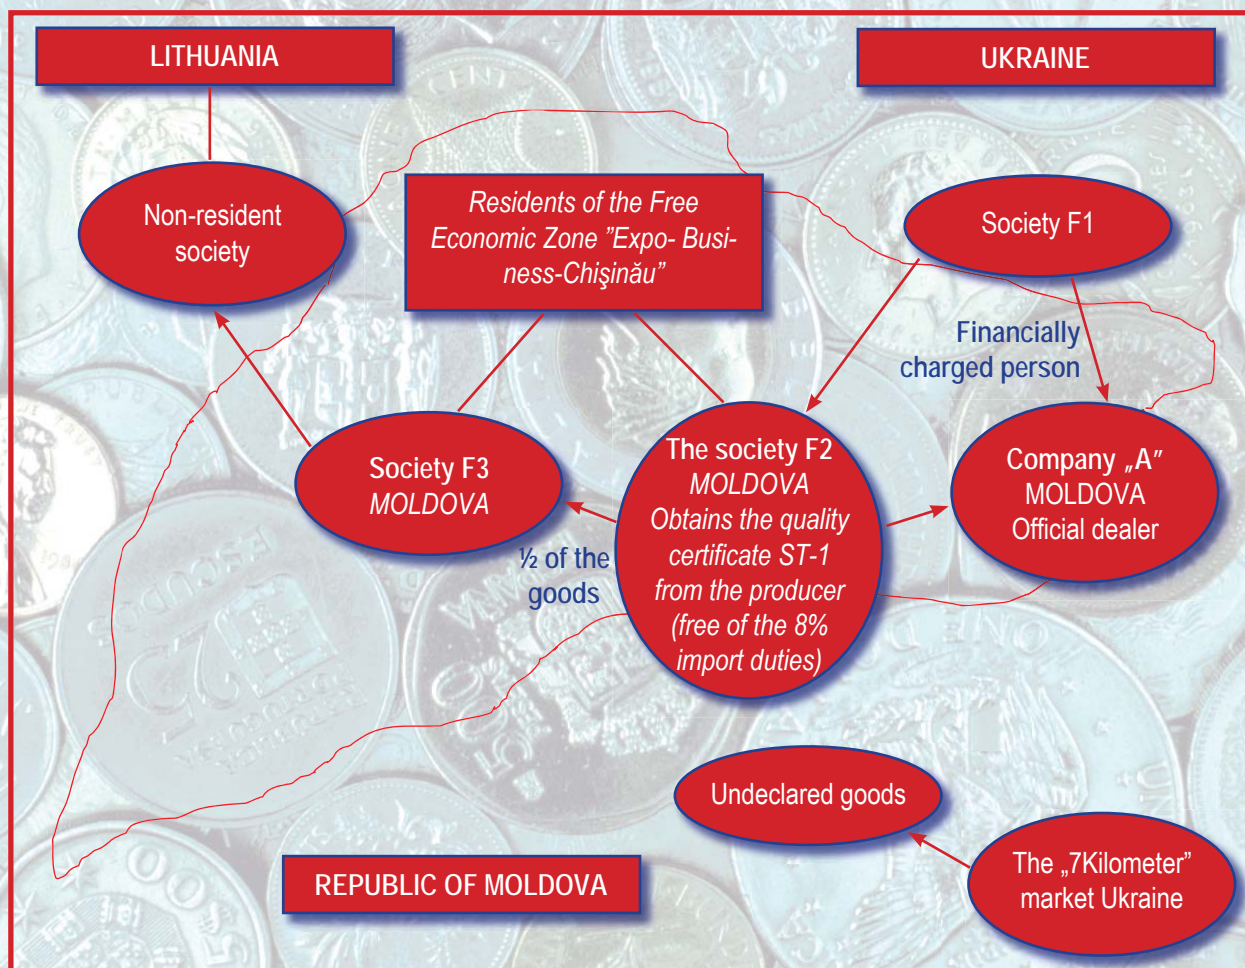 LITHUANIA
UKRAINE
Non-resident
society
Residents of the Free
Economic Zone ”Expo- Busi-
ness-Chişinău”
Society F1
Financially
charged person
Society F3
MOLDOVA
The society F2
MOLDOVA
Obtains the quality
certificate ST-1
from the producer
(free of the 8%
import duties)
Company „A”
MOLDOVA
Official dealer
½ of the
goods
Undeclared goods
The „7Kilometer”
market Ukraine
REPUBLIC OF MOLDOVA